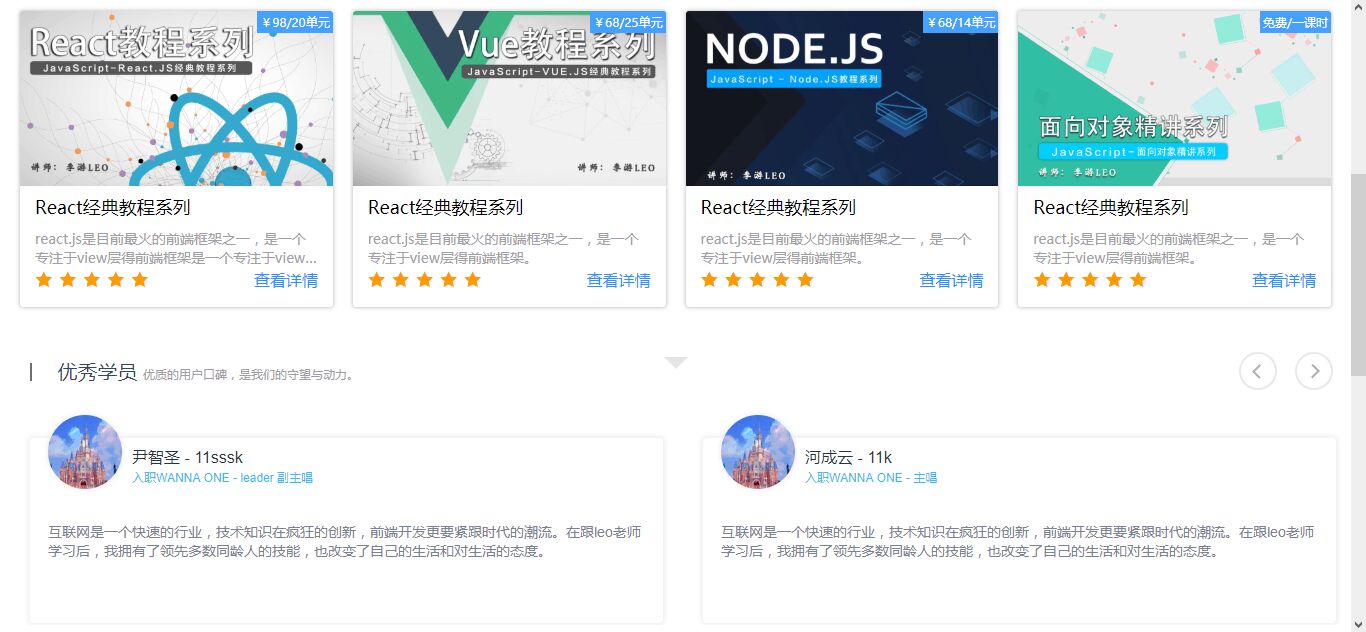 ¥98/20单元
React教程系列
JavaScript-React.JS经典教程系列
讲师：李游LEO
React经典教程系列
react.js是目前最火的前端框架之一，是一个
专注于view层得前端框架是一个专注于view...
查看详情
¥68/25单元
Vue教程系列
JavaScript-VUE.JS经典教程系列
讲师：李游LEO
React经典教程系列
react.js是目前最火的前端框架之一，是一个
专注于view层得前端框架。
查看详情
¥68/14单元
NODE.JS
JavaScript - Node.JS教程系列
讲师：李游LEO
React经典教程系列
react.js是目前最火的前端框架之一，是一个
专注于view层得前端框架。
查看详情
免费/一课时
面向对象精讲系列
JavaScript-面向对象精讲系列
讲师：李游LEO
React经典教程系列
react.js是目前最火的前端框架之一，是一个
专注于view层得前端框架。
查看详情
优秀学员 优质的用户口碑，是我们的守望与动力。
尹智圣 - 11sssk
入职WANNA ONE - leader 副主唱
互联网是一个快速的行业，技术知识在疯狂的创新，前端开发更要紧跟时代的潮流。在跟leo老师
学习后，我拥有了领先多数同龄人的技能，也改变了自己的生活和对生活的态度。
河成云 - 11k
入职WANNA ONE - 主唱
互联网是一个快速的行业，技术知识在疯狂的创新，前端开发更要紧跟时代的潮流。在跟leo老师
学习后，我拥有了领先多数同龄人的技能，也改变了自己的生活和对生活的态度。